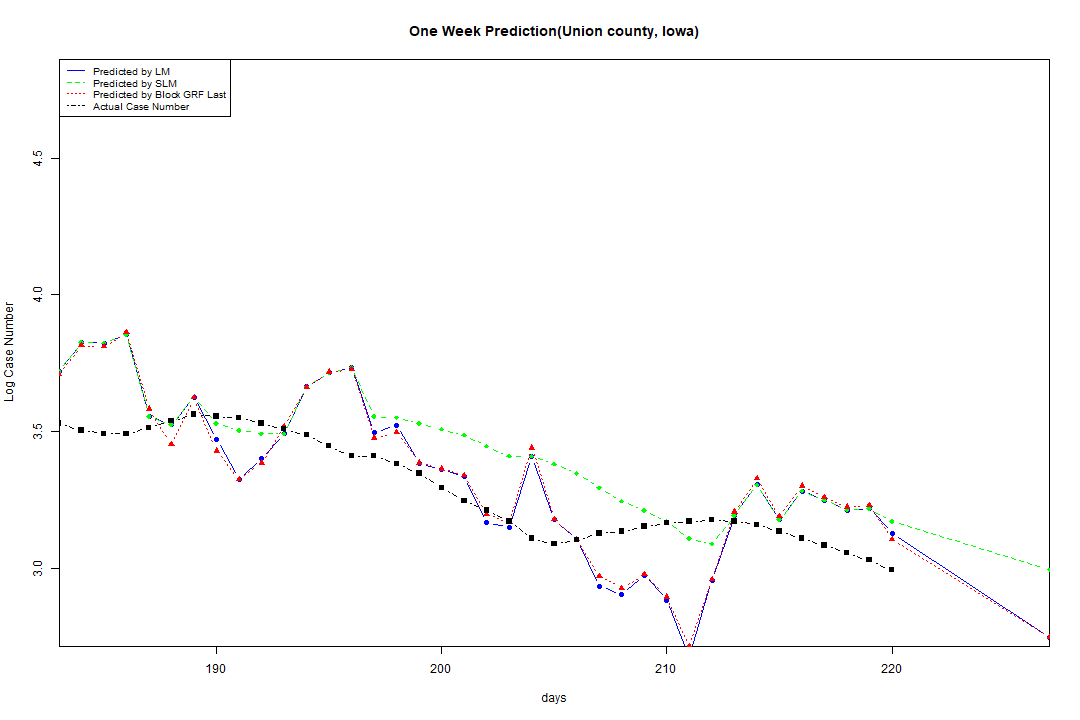 One Week Prediction(Union county, Iowa)
Predicted by LM
Predicted by SLM
Predicted by Block GRF Last
Actual Case Number
4.5
4.0
3.5
3.0
Log Case Number
190
200
210
220
days